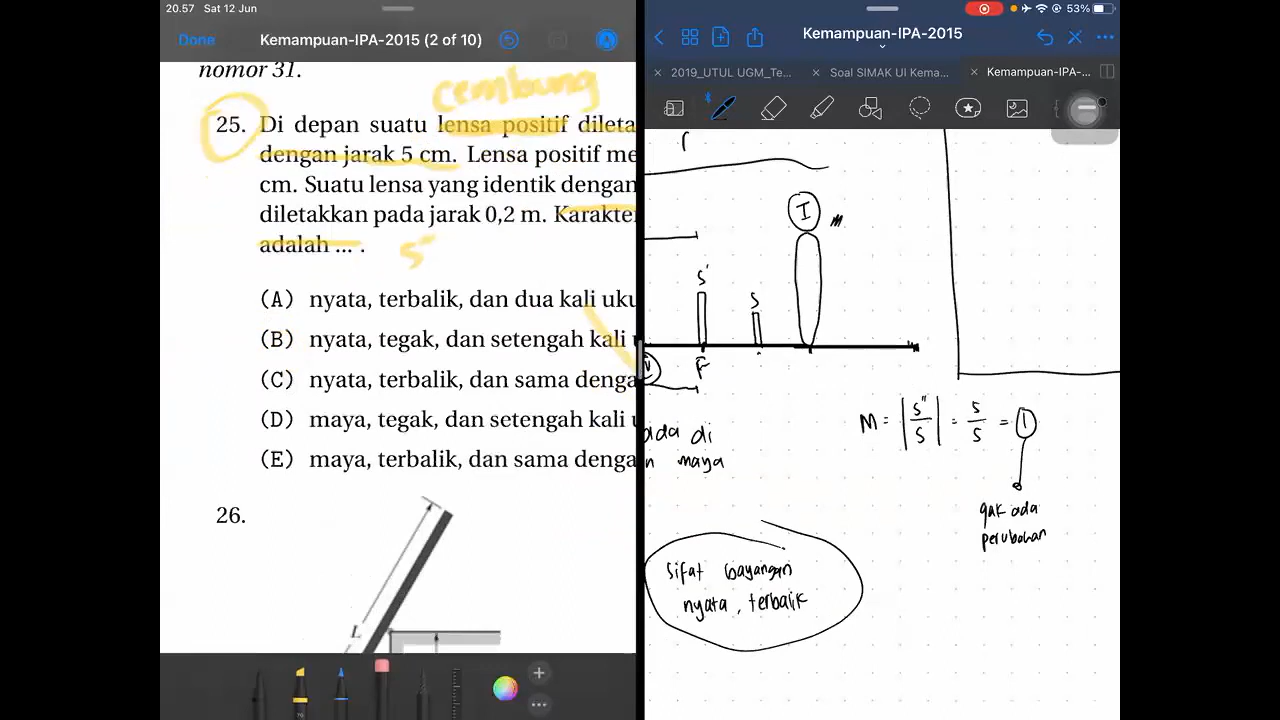 20.57 Sat 12 Jun
Done
Kemampuan-IPA-2015 (2 of 10)
nomor 31.
cembung
25. Di depan suatu lensa positif dileta
dengan jarak 5 cm. Lensa positif me
cm. Suatu lensa yang identik dengan
diletakkan pada jarak 0,2 m. Karakte
adalah ... .
(A) nyata, terbalik, dan dua kali uku
(B) nyata, tegak, dan setengah kali u
(C) nyata, terbalik, dan sama denga
(D) maya, tegak, dan setengah kali u
(E) maya, terbalik, dan sama denga
26.
L
53%
Kemampuan-IPA-2015
2019_UTUL UGM_Te...
Soal SIMAK UI Kema...
Kemampuan-IPA-...
I
S'
S
F
M = |S"/S| = 5/5 = 1
ada di
maya
gak ada
perubahan
sifat bayangan
nyata, terbalik